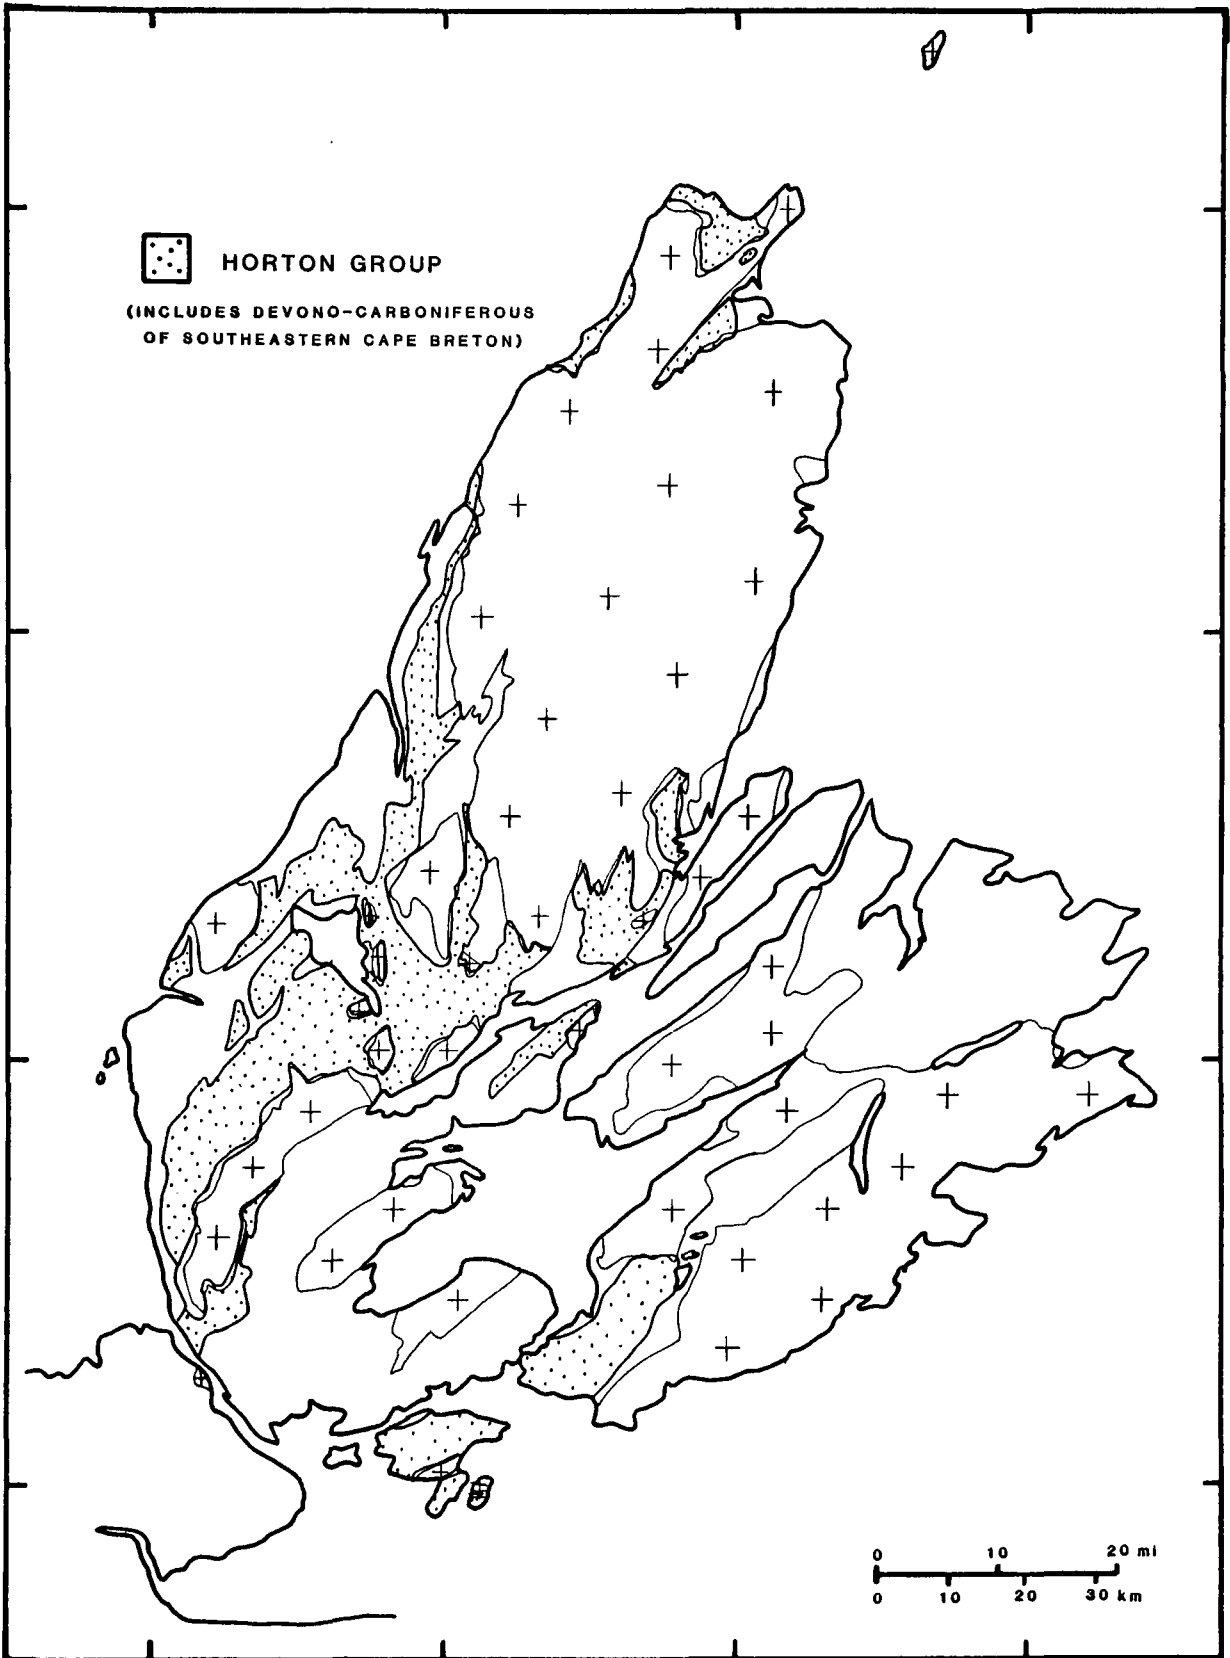 HORTON GROUP
(INCLUDES DEVONO-CARBONIFEROUS
OF SOUTHEASTERN CAPE BRETON)
0 10 20 mi
0 10 20 30 km